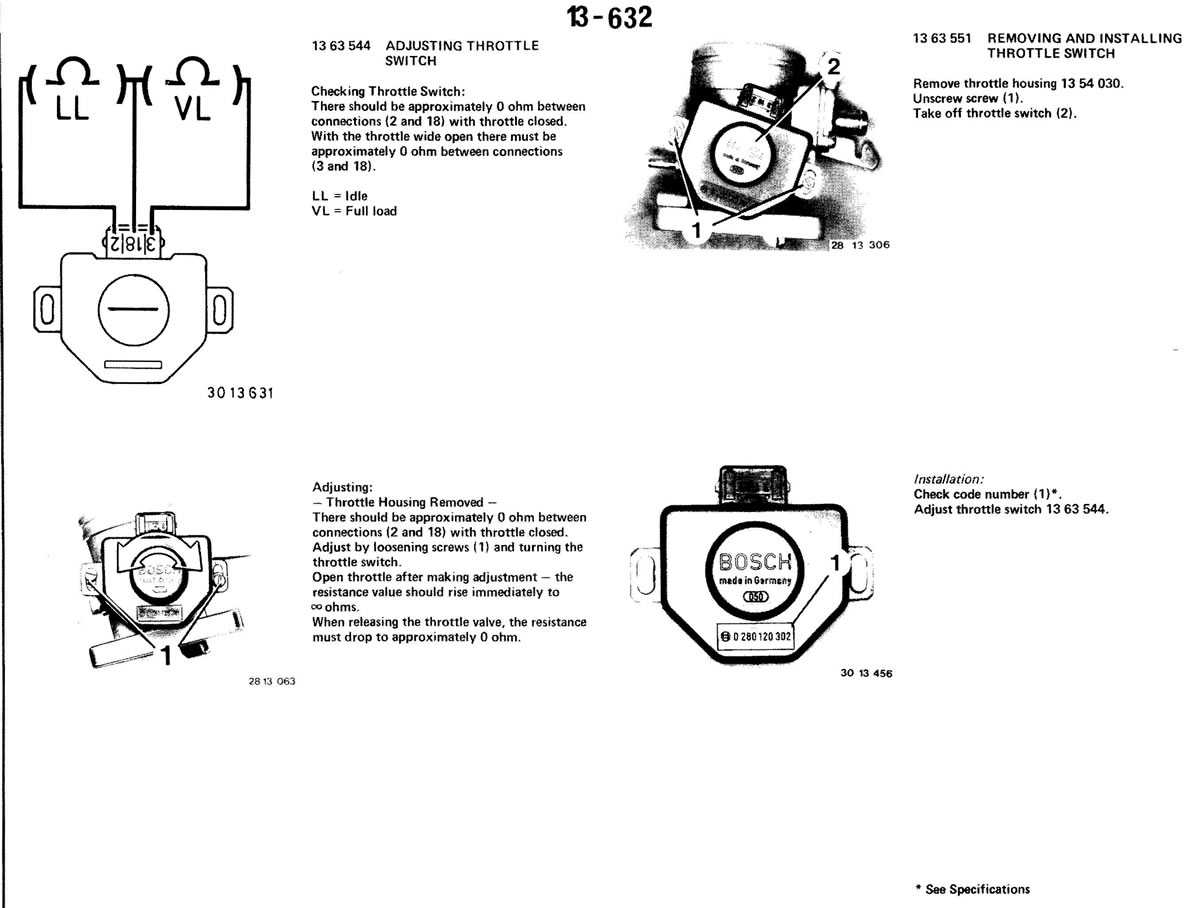 13-632
LL
VL
2 18 3
30 13 631
13 63 544 ADJUSTING THROTTLE
SWITCH
Checking Throttle Switch:
There should be approximately 0 ohm between
connections (2 and 18) with throttle closed.
With the throttle wide open there must be
approximately 0 ohm between connections
(3 and 18).
LL = Idle
VL = Full load
2
made in Germany
1
28 13 306
13 63 551 REMOVING AND INSTALLING
THROTTLE SWITCH
Remove throttle housing 13 54 030.
Unscrew screw (1).
Take off throttle switch (2).
BOSCH
1
28 13 063
Adjusting:
— Throttle Housing Removed —
There should be approximately 0 ohm between
connections (2 and 18) with throttle closed.
Adjust by loosening screws (1) and turning the
throttle switch.
Open throttle after making adjustment — the
resistance value should rise immediately to
∞ ohms.
When releasing the throttle valve, the resistance
must drop to approximately 0 ohm.
BOSCH
made in Germany
050
1
0 280 120 302
30 13 456
Installation:
Check code number (1)*.
Adjust throttle switch 13 63 544.
* See Specifications